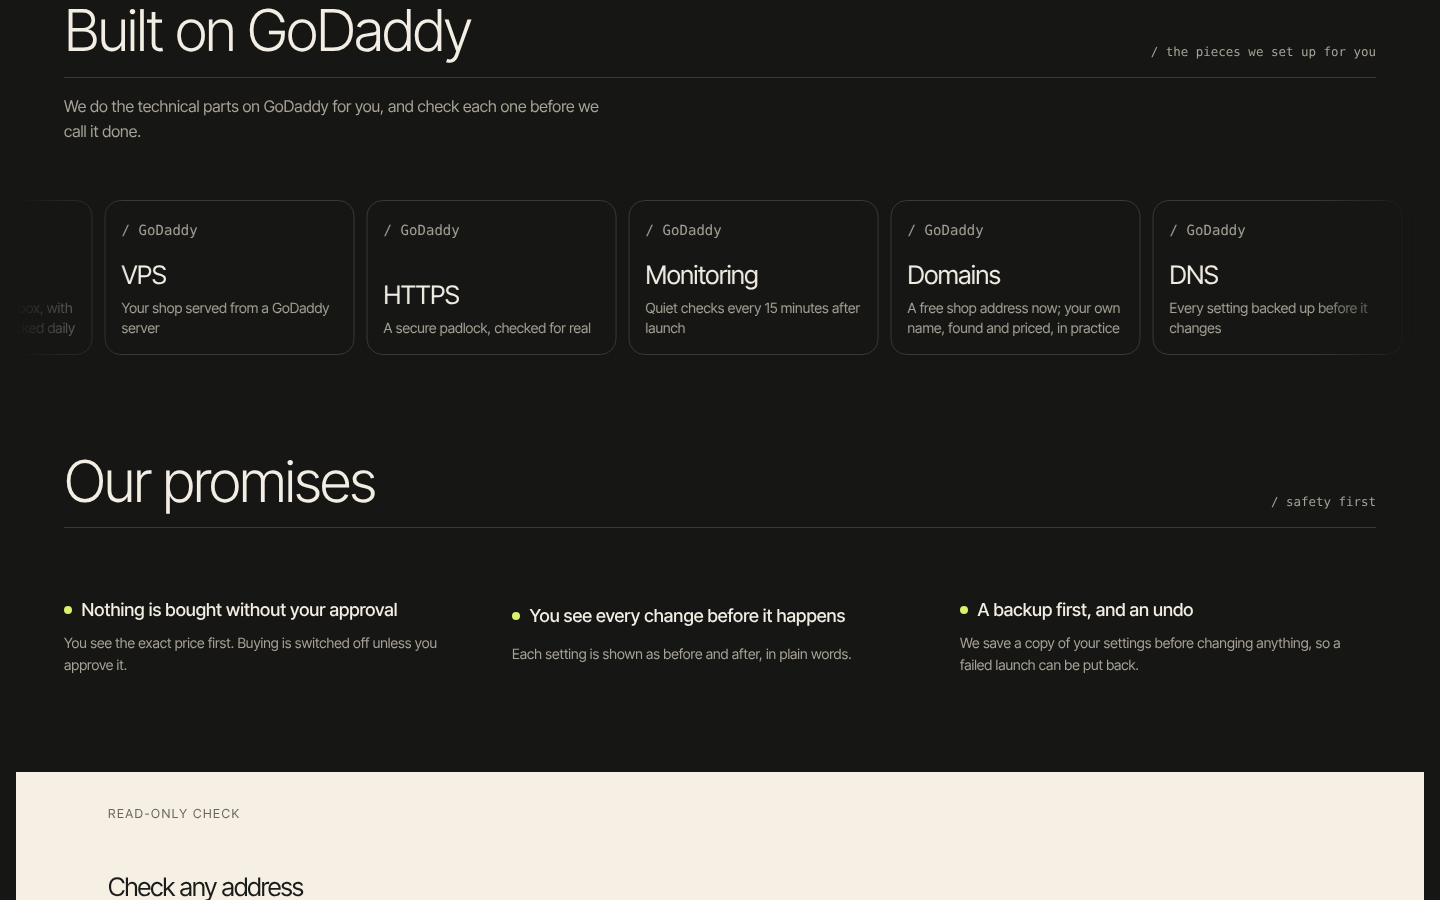 Built on GoDaddy
/ the pieces we set up for you
We do the technical parts on GoDaddy for you, and check each one before we
call it done.
box, with
ked daily
/ GoDaddy
VPS
Your shop served from a GoDaddy
server
/ GoDaddy
HTTPS
A secure padlock, checked for real
/ GoDaddy
Monitoring
Quiet checks every 15 minutes after
launch
/ GoDaddy
Domains
A free shop address now; your own
name, found and priced, in practice
/ GoDaddy
DNS
Every setting backed up before it
changes
Our promises
/ safety first
Nothing is bought without your approval
You see the exact price first. Buying is switched off unless you
approve it.
You see every change before it happens
Each setting is shown as before and after, in plain words.
A backup first, and an undo
We save a copy of your settings before changing anything, so a
failed launch can be put back.
READ-ONLY CHECK
Check any address